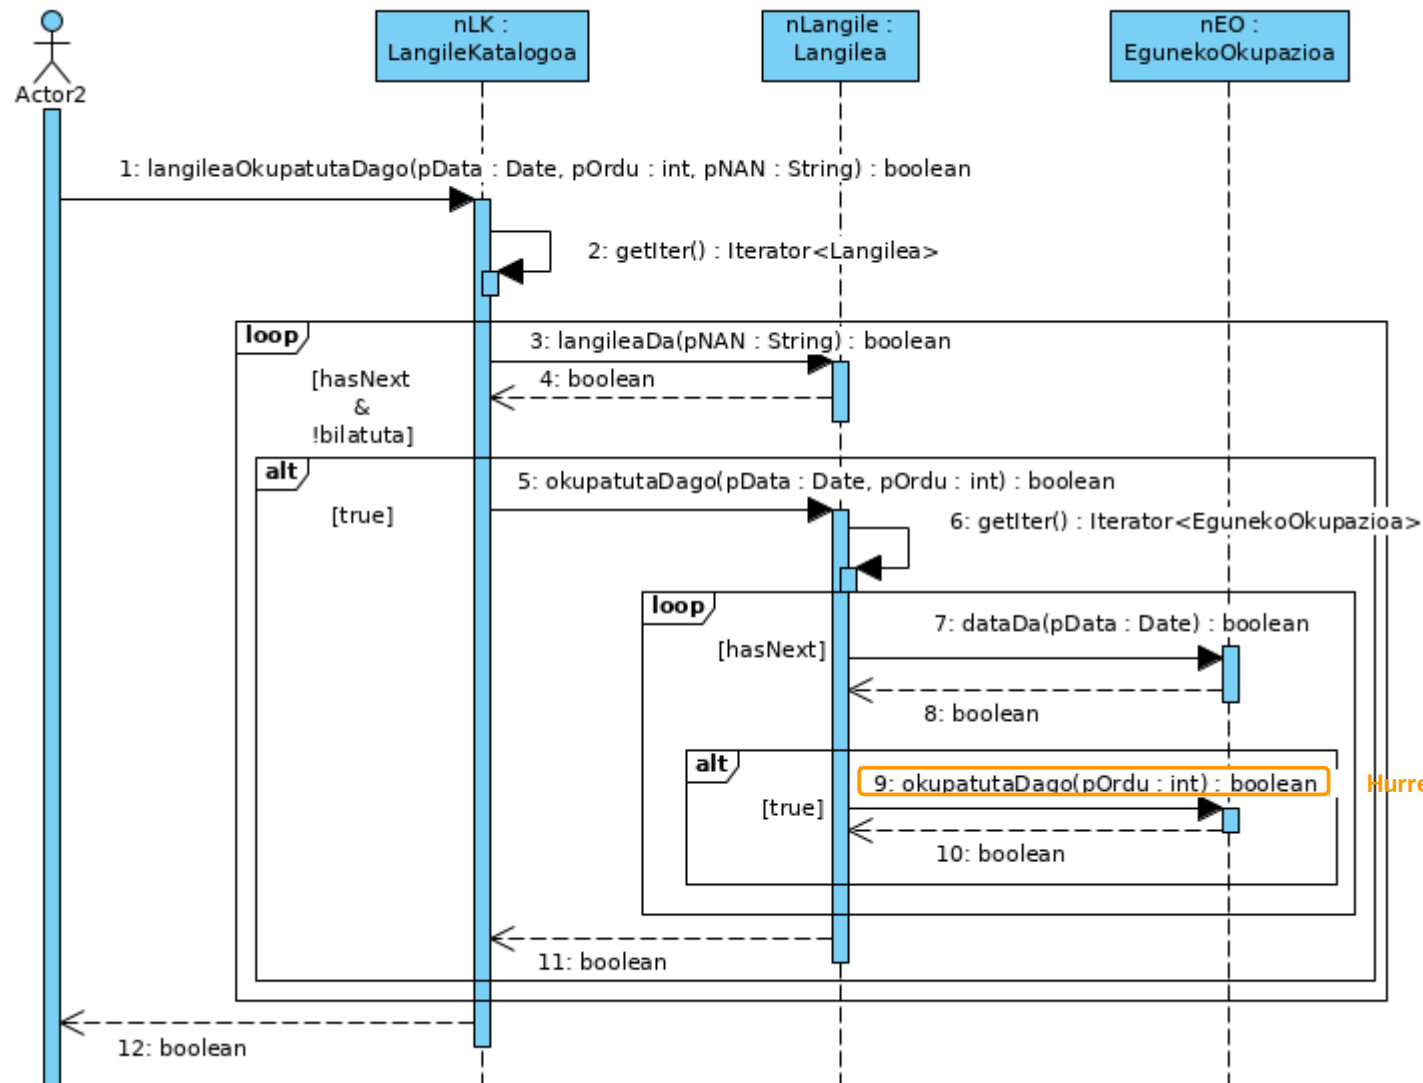 nLK :
LangileKatalogoa
nLangile :
Langilea
nEO :
EgunekoOkupazioa
Actor2
1: langileaOkupatutaDago(pData : Date, pOrdu : int, pNAN : String) : boolean
2: getIter() : Iterator<Langilea>
loop
3: langileaDa(pNAN : String) : boolean
[hasNext
&
!bilatuta]
4: boolean
alt
5: okupatutaDago(pData : Date, pOrdu : int) : boolean
[true]
6: getIter() : Iterator<EgunekoOkupazioa>
loop
7: dataDa(pData : Date) : boolean
[hasNext]
8: boolean
alt
9: okupatutaDago(pOrdu : int) : boolean
Hurre
[true]
10: boolean
11: boolean
12: boolean